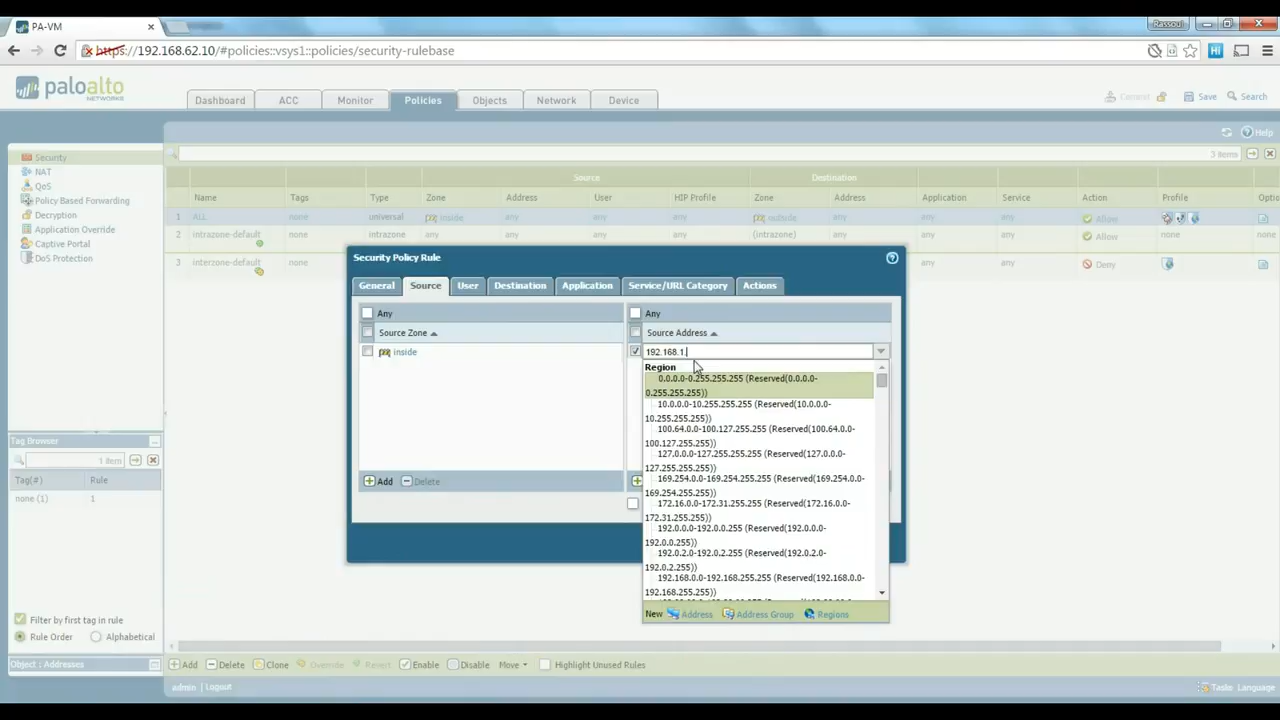 PA-VM
Rassoul
https://192.168.62.10/#policies::vsys1::policies/security-rulebase
paloalto
NETWORKS
Dashboard ACC Monitor Policies Objects Network Device
Commit Save Search
Help
3 items
Security
NAT
QoS
Policy Based Forwarding
Decryption
Application Override
Captive Portal
DoS Protection
Source Destination
Name Tags Type Zone Address User HIP Profile Zone Address Application Service Action Profile Optio
1 ALL none universal inside any any any outside any any any Allow
2 intrazone-default none intrazone any any any any (intrazone) any any any Allow none none
3 interzone-default none any any Deny
Security Policy Rule
General Source User Destination Application Service/URL Category Actions
Any
Source Zone
inside
Add Delete
Any
Source Address
192.168.1.
Region
0.0.0.0-0.255.255.255 (Reserved(0.0.0.0-
0.255.255.255))
10.0.0.0-10.255.255.255 (Reserved(10.0.0.0-
10.255.255.255))
100.64.0.0-100.127.255.255 (Reserved(100.64.0.0-
100.127.255.255))
127.0.0.0-127.255.255.255 (Reserved(127.0.0.0-
127.255.255.255))
169.254.0.0-169.254.255.255 (Reserved(169.254.0.0-
169.254.255.255))
172.16.0.0-172.31.255.255 (Reserved(172.16.0.0-
172.31.255.255))
192.0.0.0-192.0.0.255 (Reserved(192.0.0.0-
192.0.0.255))
192.0.2.0-192.0.2.255 (Reserved(192.0.2.0-
192.0.2.255))
192.168.0.0-192.168.255.255 (Reserved(192.168.0.0-
192.168.255.255))
New Address Address Group Regions
Tag Browser
1 item
Tag(#) Rule
none (1) 1
Filter by first tag in rule
Rule Order Alphabetical
Object : Addresses
Add Delete Clone Override Revert Enable Disable Move Highlight Unused Rules
admin | Logout
Tasks Language